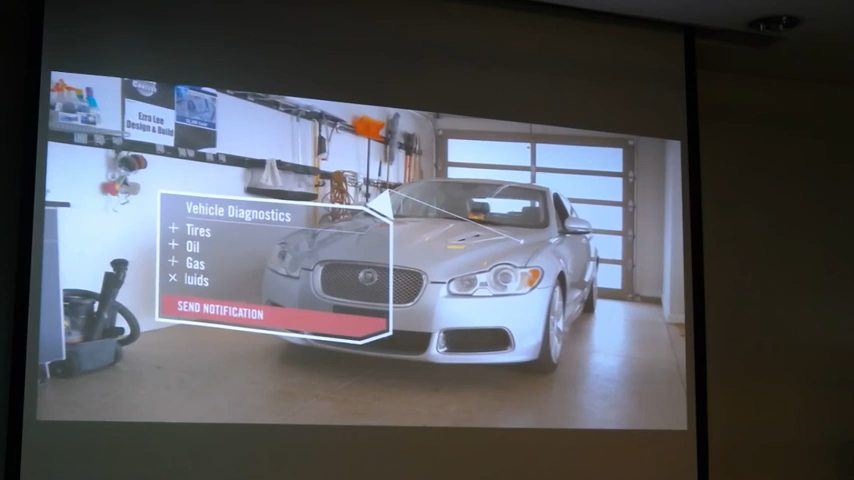 Ezra Lee
Design & Build
Vehicle Diagnostics
+ Tires
+ Oil
+ Gas
× luids
SEND NOTIFICATION